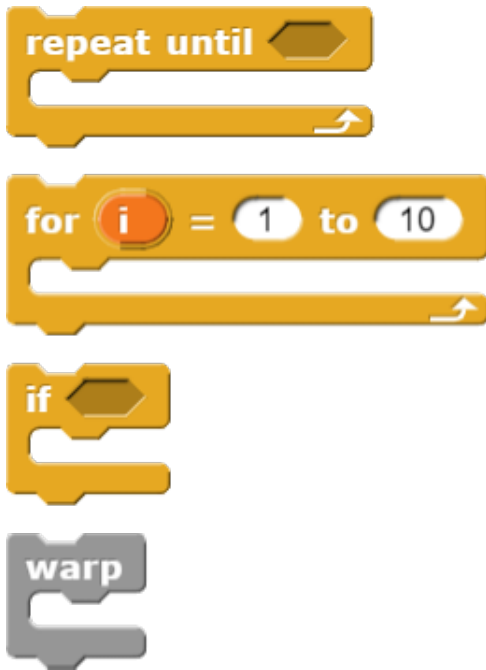 repeat until
for i = 1 to 10
if
warp